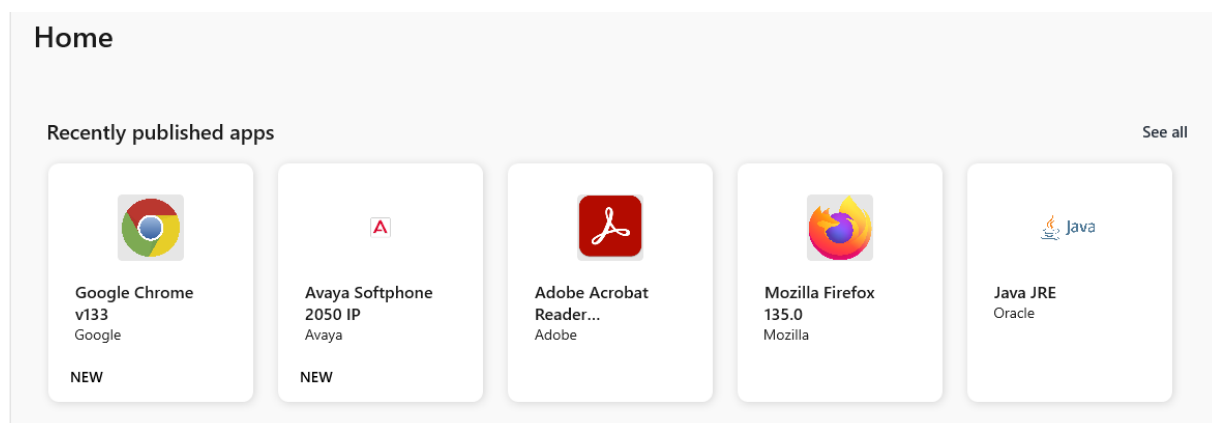 Home
Recently published apps
See all
Google Chrome
v133
Google
NEW
A
Avaya Softphone
2050 IP
Avaya
NEW
Adobe Acrobat
Reader...
Adobe
Mozilla Firefox
135.0
Mozilla
Java
Java JRE
Oracle